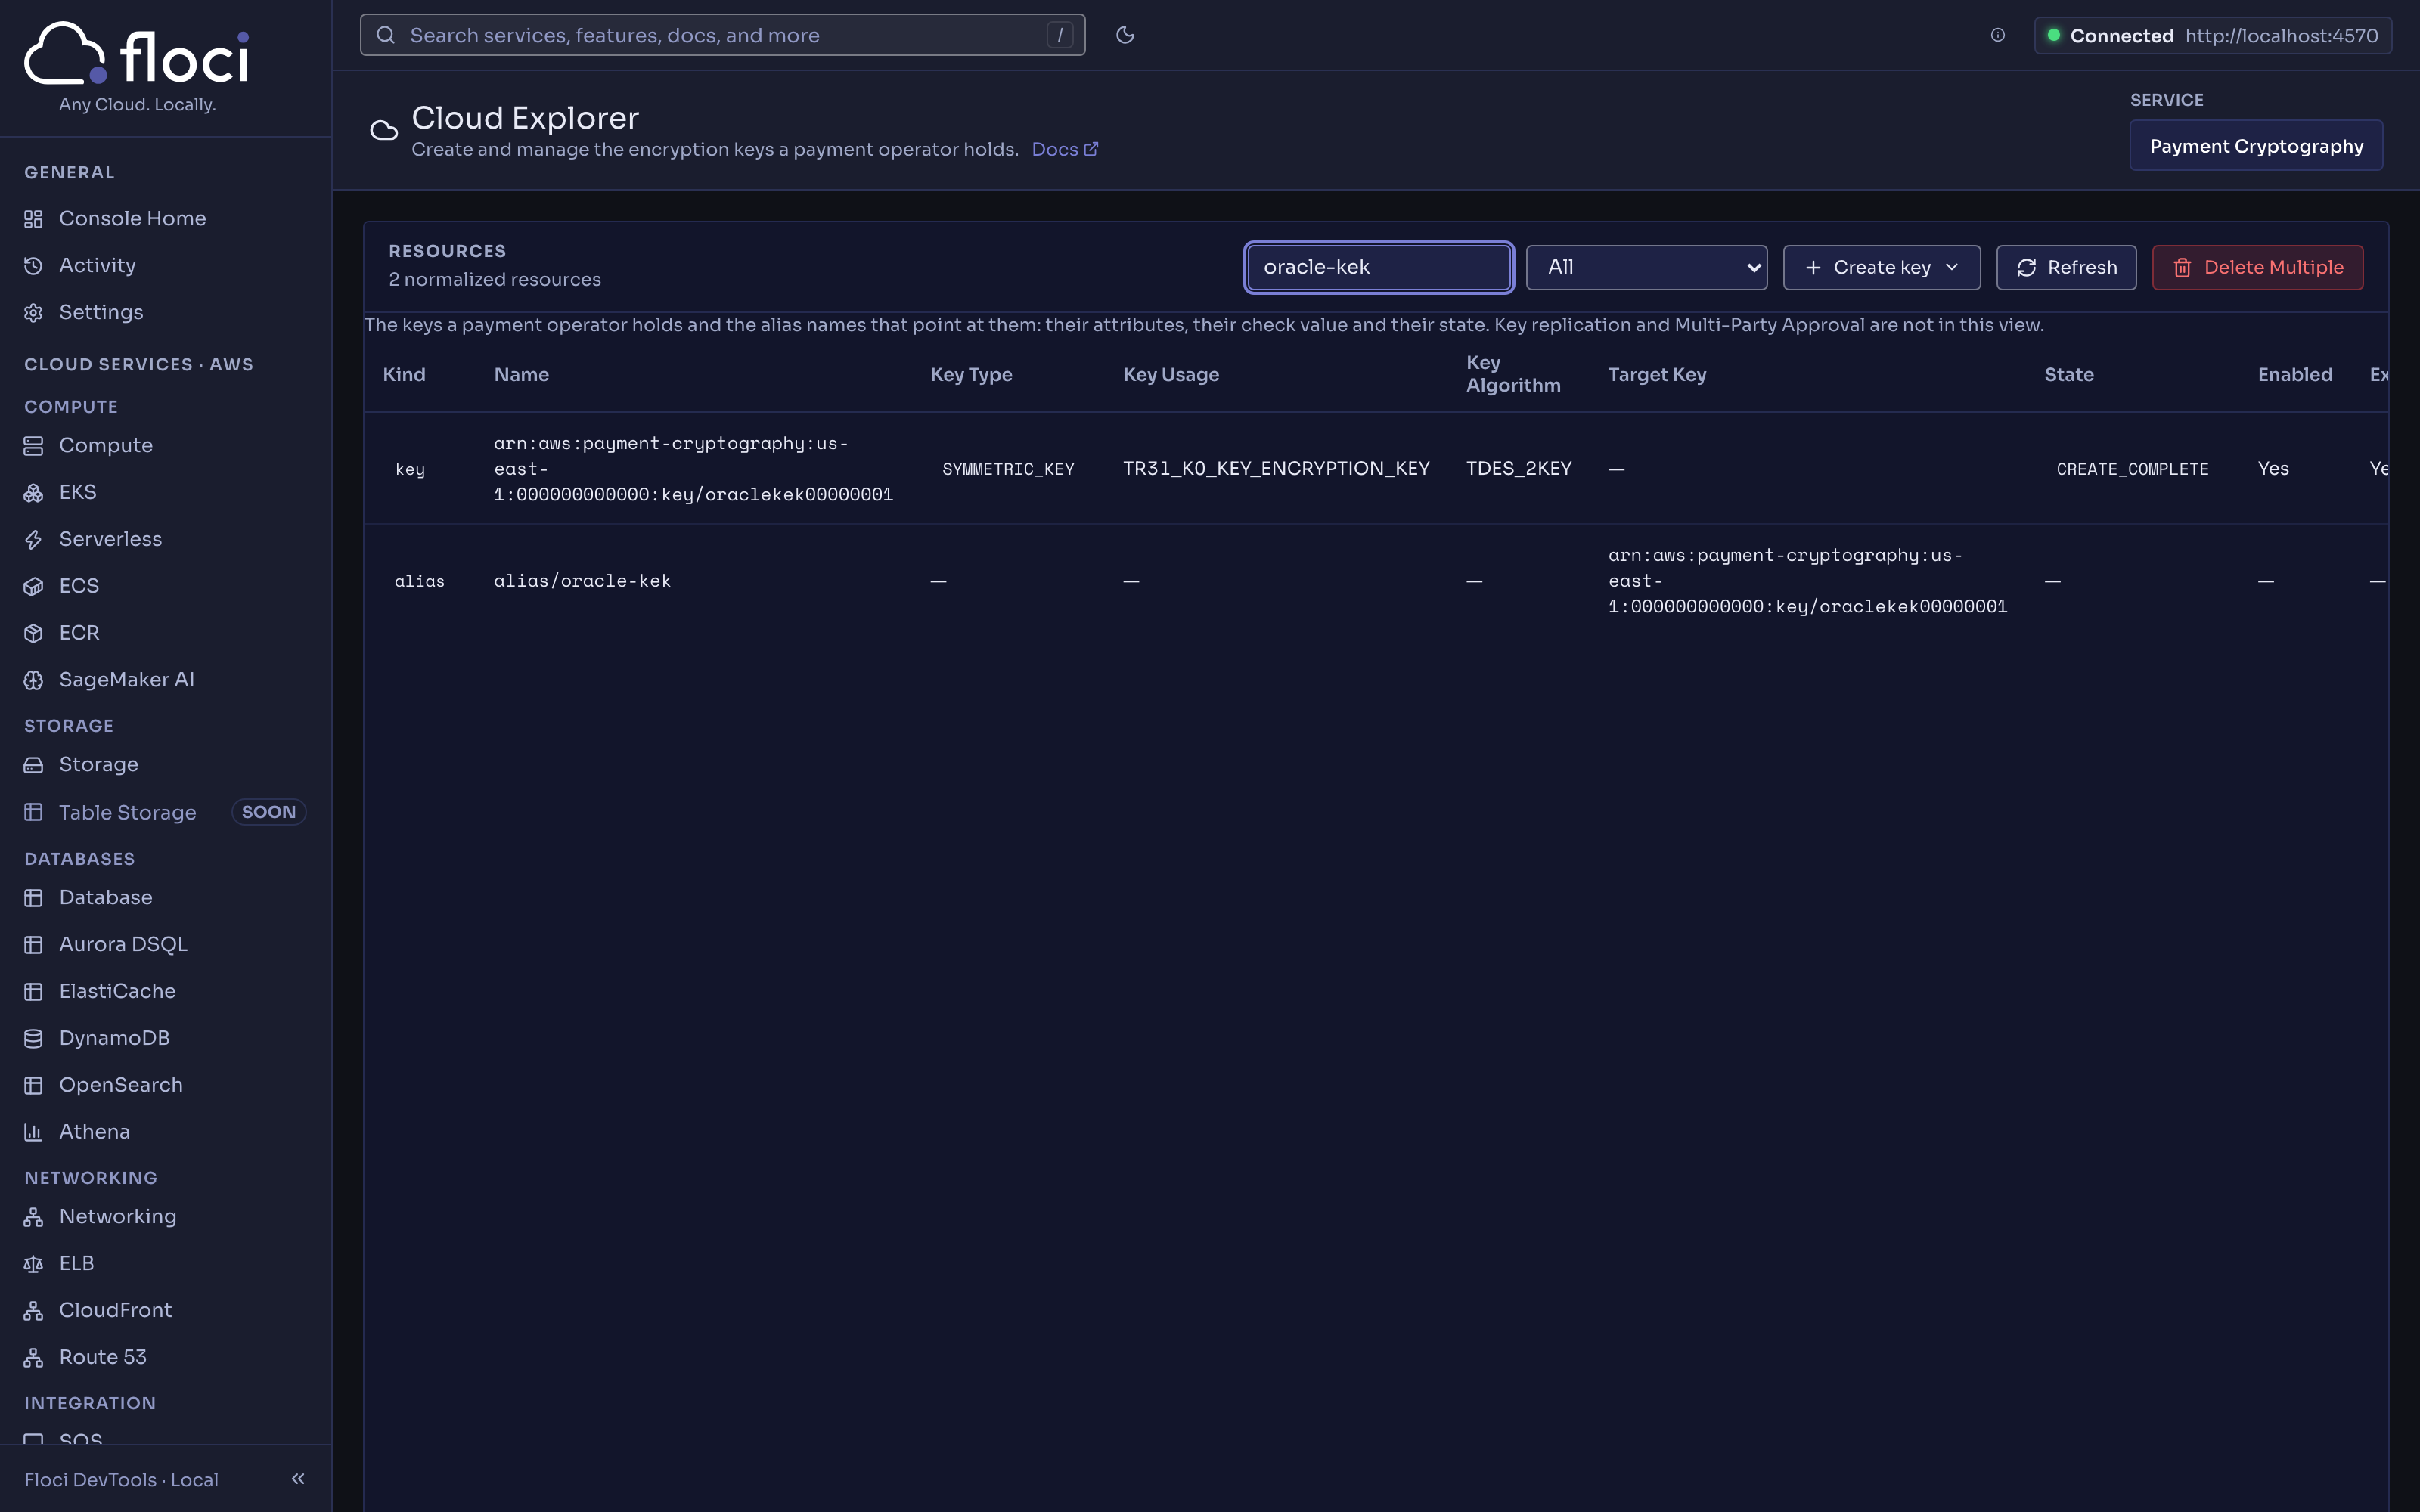 floci
Any Cloud. Locally.
GENERAL
Console Home
Activity
Settings
CLOUD SERVICES · AWS
COMPUTE
Compute
EKS
Serverless
ECS
ECR
SageMaker AI
STORAGE
Storage
Table Storage SOON
DATABASES
Database
Aurora DSQL
ElastiCache
DynamoDB
OpenSearch
Athena
NETWORKING
Networking
ELB
CloudFront
Route 53
INTEGRATION
SQS
Floci DevTools · Local
Search services, features, docs, and more /
Connected http://localhost:4570
Cloud Explorer
Create and manage the encryption keys a payment operator holds. Docs
SERVICE
Payment Cryptography
RESOURCES
2 normalized resources
oracle-kek All Create key Refresh Delete Multiple
The keys a payment operator holds and the alias names that point at them: their attributes, their check value and their state. Key replication and Multi-Party Approval are not in this view.
Kind Name Key Type Key Usage Key Algorithm Target Key State Enabled Ex
key arn:aws:payment-cryptography:us-east-1:000000000000:key/oraclekek00000001 SYMMETRIC_KEY TR31_K0_KEY_ENCRYPTION_KEY TDES_2KEY — CREATE_COMPLETE Yes Ye
alias alias/oracle-kek — — — arn:aws:payment-cryptography:us-east-1:000000000000:key/oraclekek00000001 — — —